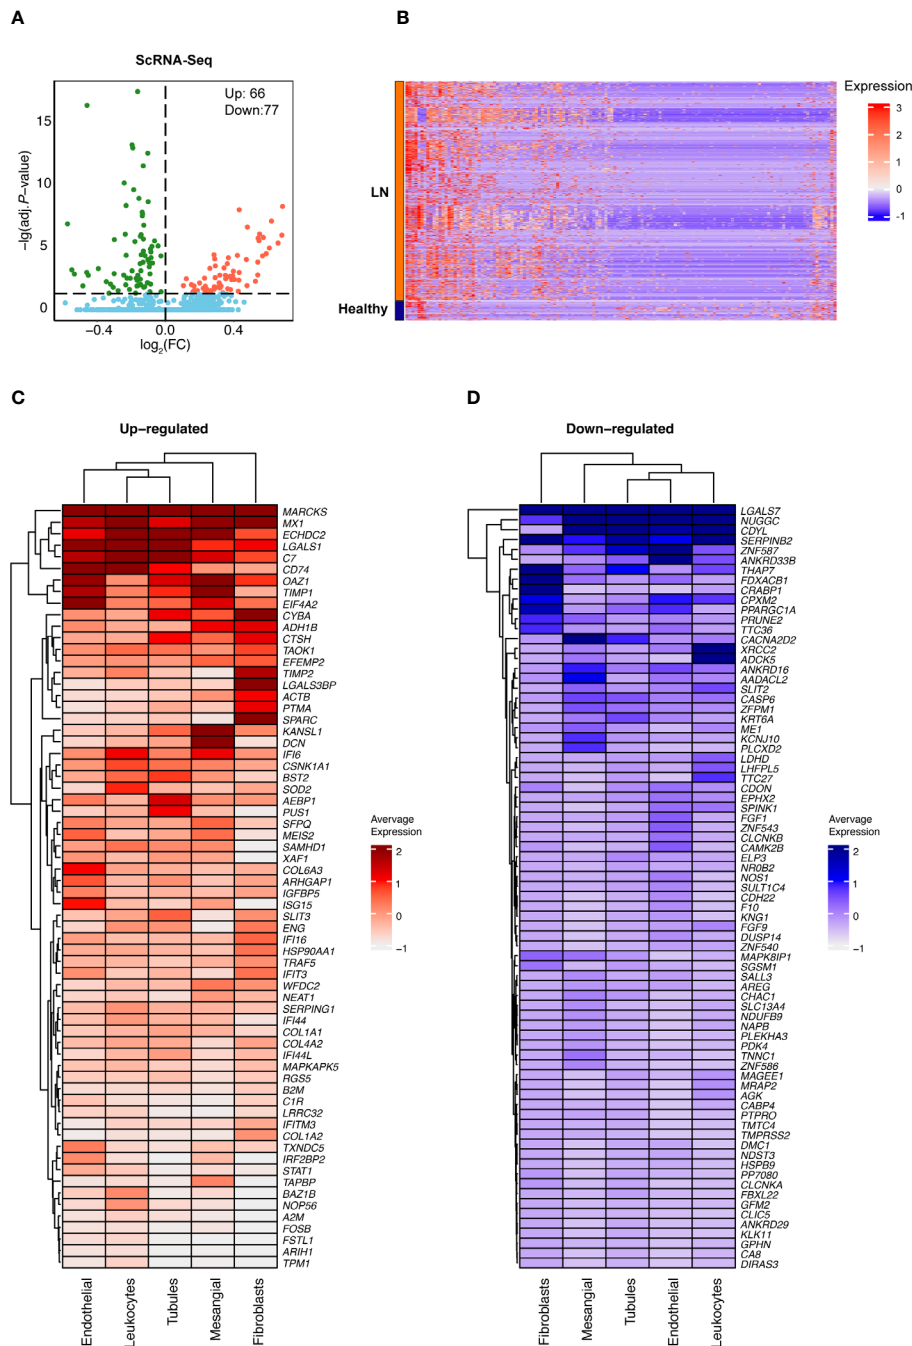 A
B
ScRNA-Seq
Up: 66
Down:77
15
10
5
0
−lg(adj.P−value)
−0.4
0.0
0.4
log2(FC)
LN
Healthy
Expression
3
2
1
0
-1
C
D
Up−regulated
MARCKS
MX1
ECHDC2
LGALS1
C7
CD74
OAZ1
TIMP1
EIF4A2
CYBA
ADH1B
CTSH
TAOK1
EFEMP2
TIMP2
LGALS3BP
ACTB
PTMA
SPARC
KANSL1
DCN
IFI6
CSNK1A1
BST2
SOD2
AEBP1
PUS1
SFPQ
MEIS2
SAMHD1
XAF1
COL6A3
ARHGAP1
IGFBP5
ISG15
SLIT3
ENG
IFI16
HSP90AA1
TRAF5
IFIT3
WFDC2
NEAT1
SERPING1
IFI44
COL1A1
COL4A2
IFI44L
MAPKAPK5
RGS5
B2M
C1R
LRRC32
IFITM3
COL1A2
TXNDC5
IRF2BP2
STAT1
TAPBP
BAZ1B
NOP56
A2M
FOSB
FSTL1
ARIH1
TPM1
Endothelial
Leukocytes
Tubules
Mesangial
Fibroblasts
Avervage
Expression
2
1
0
−1
Down−regulated
LGALS7
NUGGC
CDYL
SERPINB2
ZNF587
ANKRD33B
THAP7
FDXACB1
CRABP1
CPXM2
PPARGC1A
PRUNE2
TTC36
CACNA2D2
XRCC2
ADCK5
ANKRD16
AADACL2
SLIT2
CASP6
ZFPM1
KRT6A
ME1
KCNJ10
PLCXD2
LDHD
LHFPL5
TTC27
CDON
EPHX2
SPINK1
FGF1
ZNF543
CLCNKB
CAMK2B
ELP3
NR0B2
NOS1
SULT1C4
CDH22
F10
KNG1
FGF9
DUSP14
ZNF540
MAPK8IP1
SGSM1
SALL3
AREG
CHAC1
SLC13A4
NDUFB9
NAPB
PLEKHA3
PDK4
TNNC1
ZNF586
MAGEE1
MRAP2
AGK
CABP4
PTPRO
TMTC4
TMPRSS2
DMC1
NDST3
HSPB9
PP7080
CLCNKA
FBXL22
GFM2
CLIC5
ANKRD29
KLK11
GPHN
CA8
DIRAS3
Fibroblasts
Mesangial
Tubules
Endothelial
Leukocytes
Avervage
Expression
2
1
0
−1